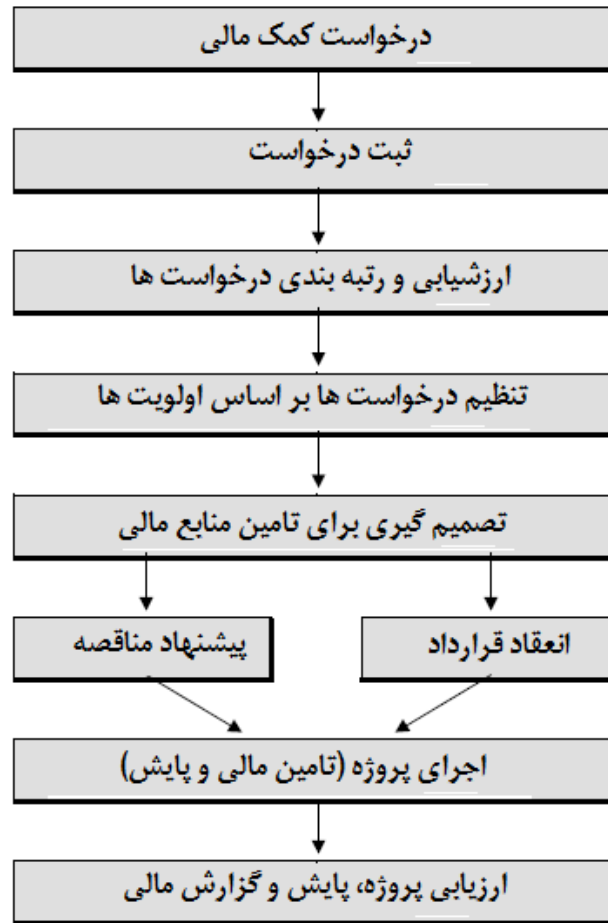 درخواست کمک مالی
ثبت درخواست
ارزشیابی و رتبه بندی درخواست ها
تنظیم درخواست ها بر اساس اولویت ها
تصمیم گیری برای تامین منابع مالی
انعقاد قرارداد
پیشنهاد مناقصه
اجرای پروژه (تامین مالی و پایش)
ارزیابی پروژه، پایش و گزارش مالی